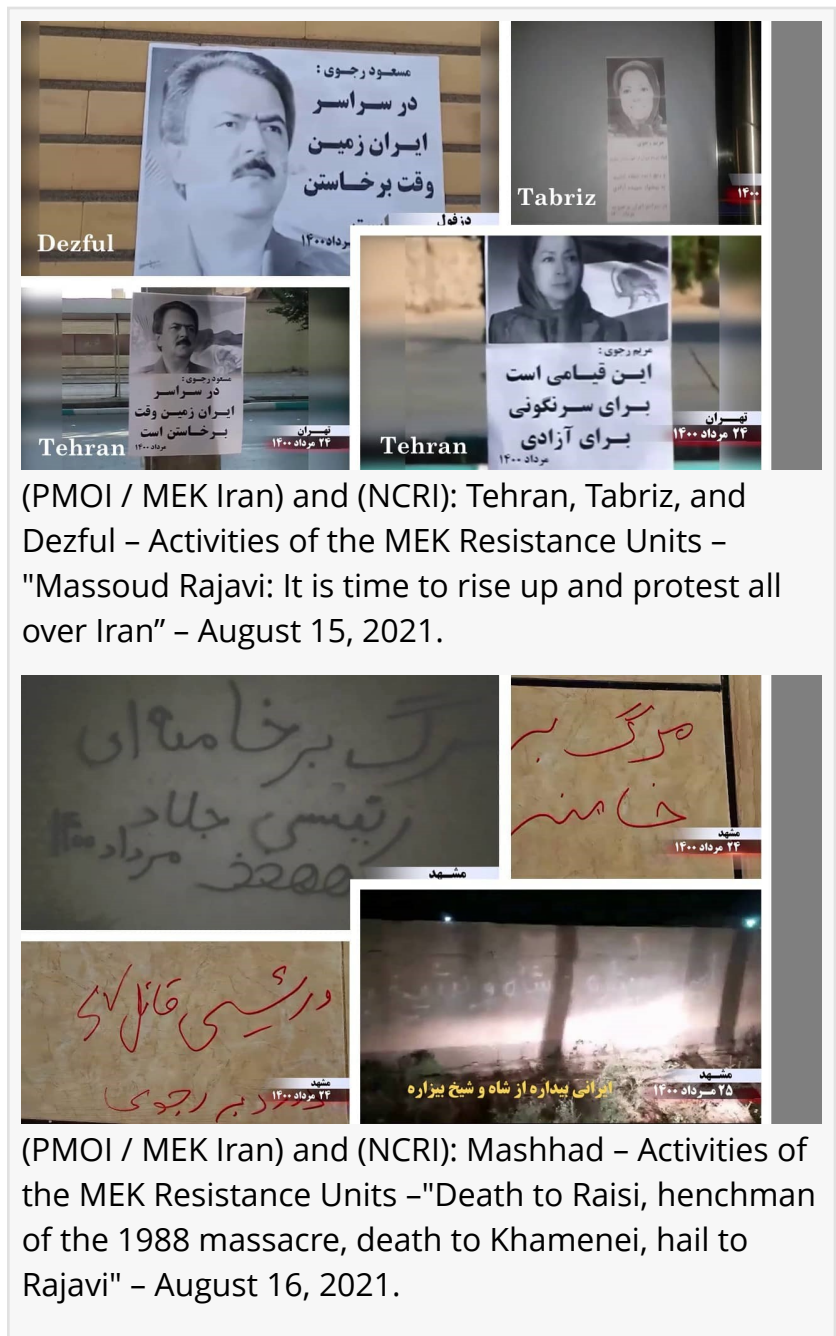 مسعود رجوی :
در سراسر
ایران زمین
وقت برخاستن
دزفول
مرداد ۱۴۰۰
Dezful
Tabriz
۱۴۰۰
مسعود رجوی :
در سراسر
ایران زمین وقت
برخاستن است
مرداد ۱۴۰۰
تهران
۲۴ مرداد ۱۴۰۰
Tehran
مریم رجوی :
این قیامی است
برای سرنگونی
برای آزادی
مرداد ۱۴۰۰
تهران
۲۴ مرداد ۱۴۰۰
Tehran
(PMOI / MEK Iran) and (NCRI): Tehran, Tabriz, and
Dezful – Activities of the MEK Resistance Units –
"Massoud Rajavi: It is time to rise up and protest all
over Iran” – August 15, 2021.
مرگ بر خامنه‌ای
رئیسی جلاد
مرداد ۱۴۰۰
مشهد
مرگ بر
خامنه
مشهد
۲۴ مرداد ۱۴۰۰
قاتل ۶۷
بر رجوی
مشهد
۲۴ مرداد ۱۴۰۰
ایرانی بیداره از شاه و شیخ بیزاره
مشهد
۲۵ مرداد ۱۴۰۰
(PMOI / MEK Iran) and (NCRI): Mashhad – Activities of
the MEK Resistance Units –"Death to Raisi, henchman
of the 1988 massacre, death to Khamenei, hail to
Rajavi" – August 16, 2021.